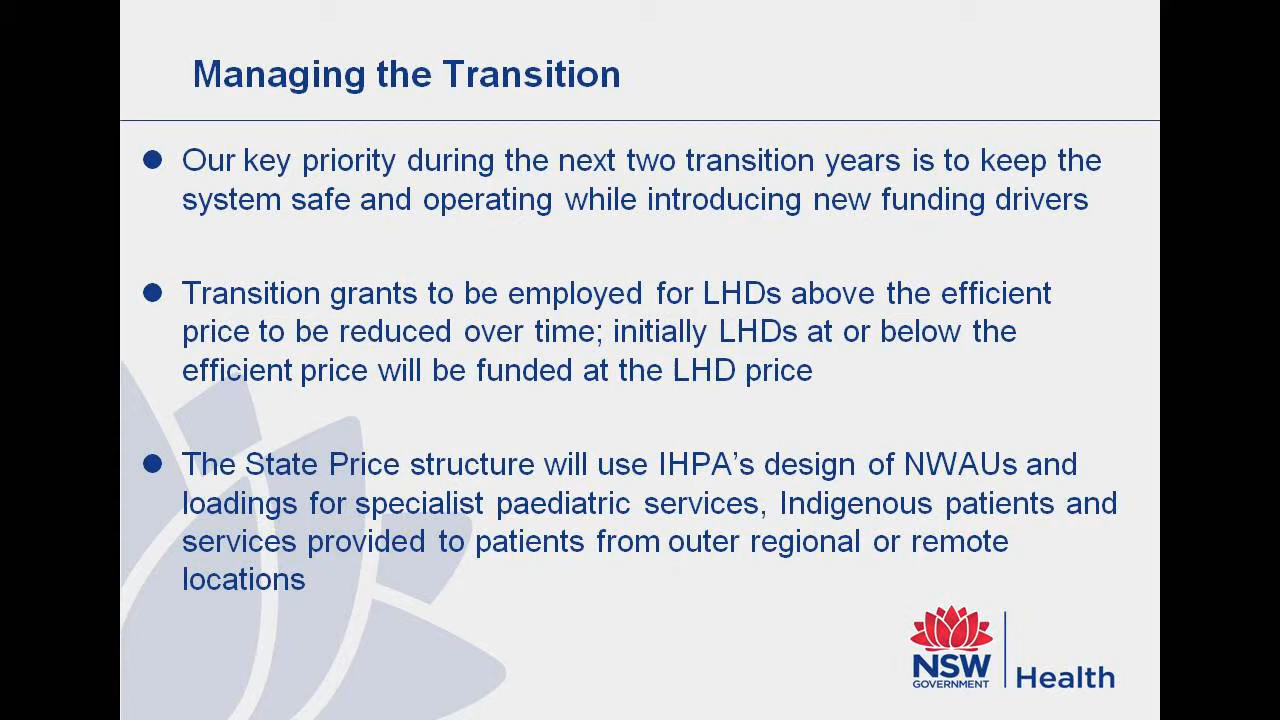 Managing the Transition
Our key priority during the next two transition years is to keep the
system safe and operating while introducing new funding drivers
Transition grants to be employed for LHDs above the efficient
price to be reduced over time; initially LHDs at or below the
efficient price will be funded at the LHD price
The State Price structure will use IHPA’s design of NWAUs and
loadings for specialist paediatric services, Indigenous patients and
services provided to patients from outer regional or remote
locations
NSW
GOVERNMENT
Health